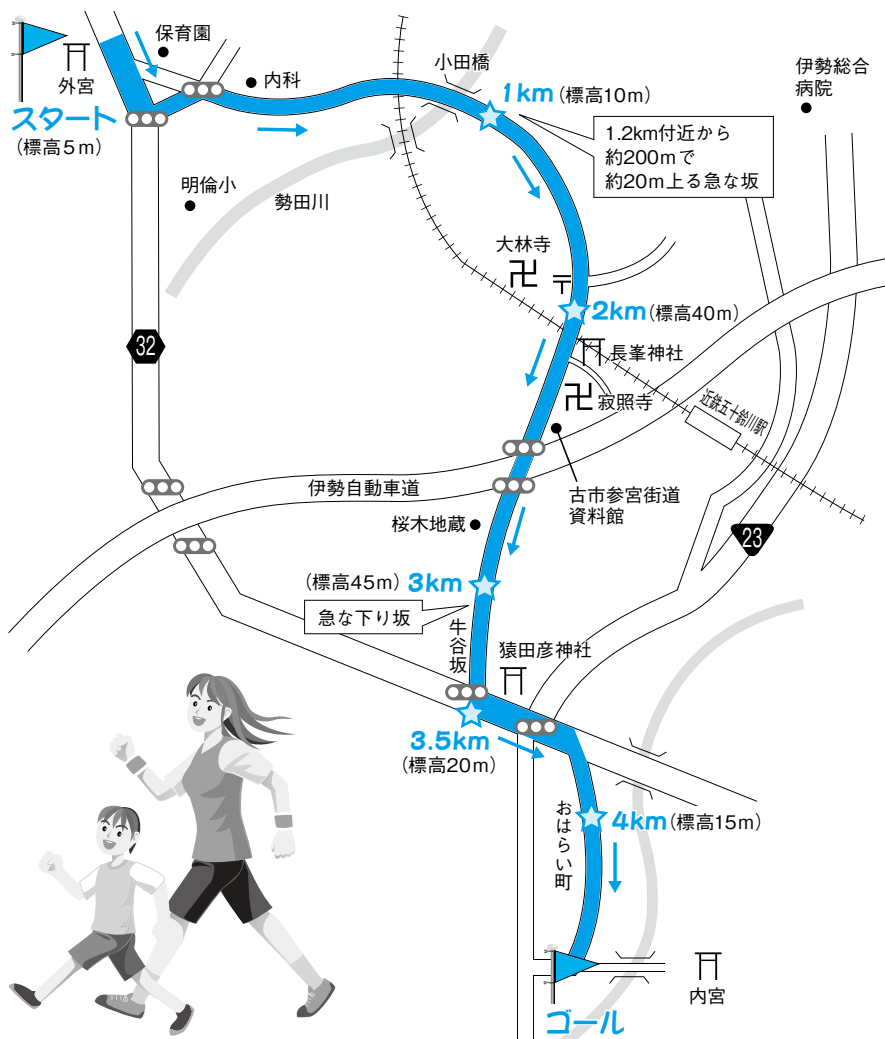 保育園
外宮
スタート
(標高5m)
内科
小田橋
1km(標高10m)
伊勢総合
病院
1.2km付近から
約200mで
約20m上る急な坂
明倫小
勢田川
大林寺
卍
〒
2km(標高40m)
32
長峯神社
卍
寂照寺
近鉄五十鈴川駅
伊勢自動車道
古市参宮街道
資料館
桜木地蔵
23
(標高45m)3km
急な下り坂
牛谷坂
猿田彦神社
3.5km
(標高20m)
おはらい町
4km(標高15m)
内宮
ゴール